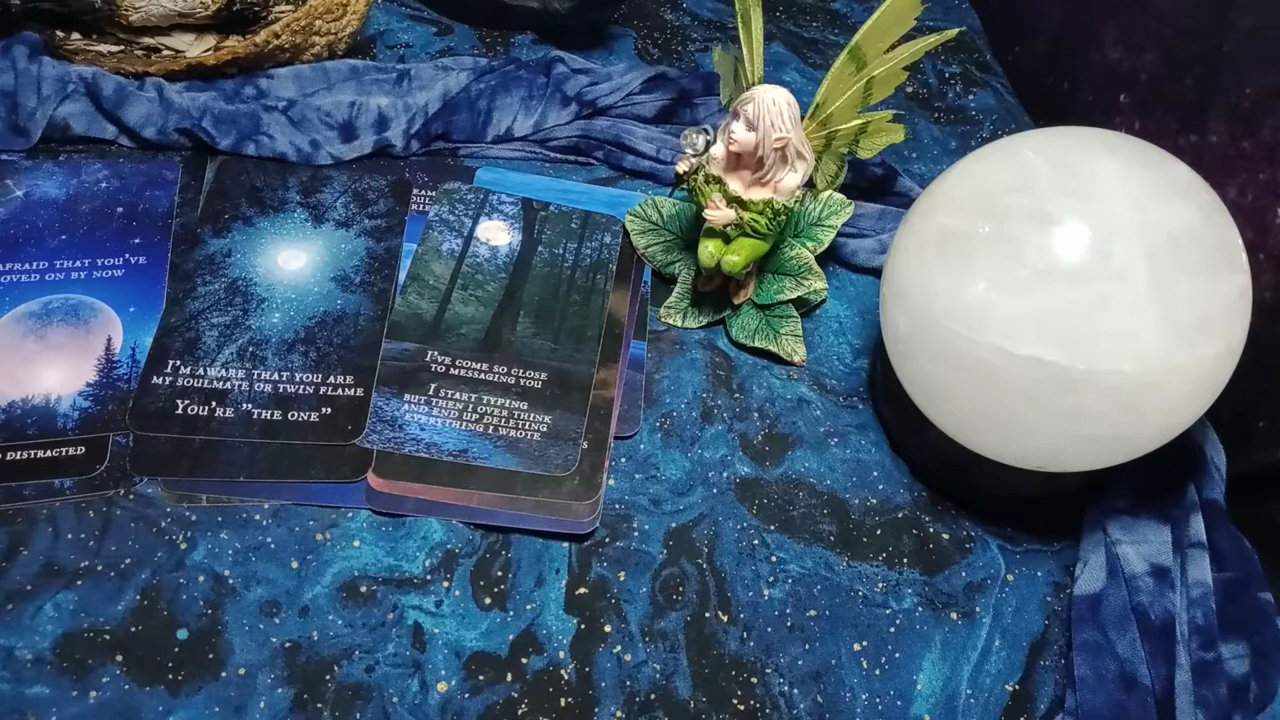 AFRAID THAT YOU'VE
OVED ON BY NOW
DISTRACTED
I'M AWARE THAT YOU ARE
MY SOULMATE OR TWIN FLAME
YOU'RE "THE ONE"
I'VE COME SO CLOSE
TO MESSAGING YOU
I START TYPING
BUT THEN I OVER THINK
AND END UP DELETING
EVERYTHING I WROTE